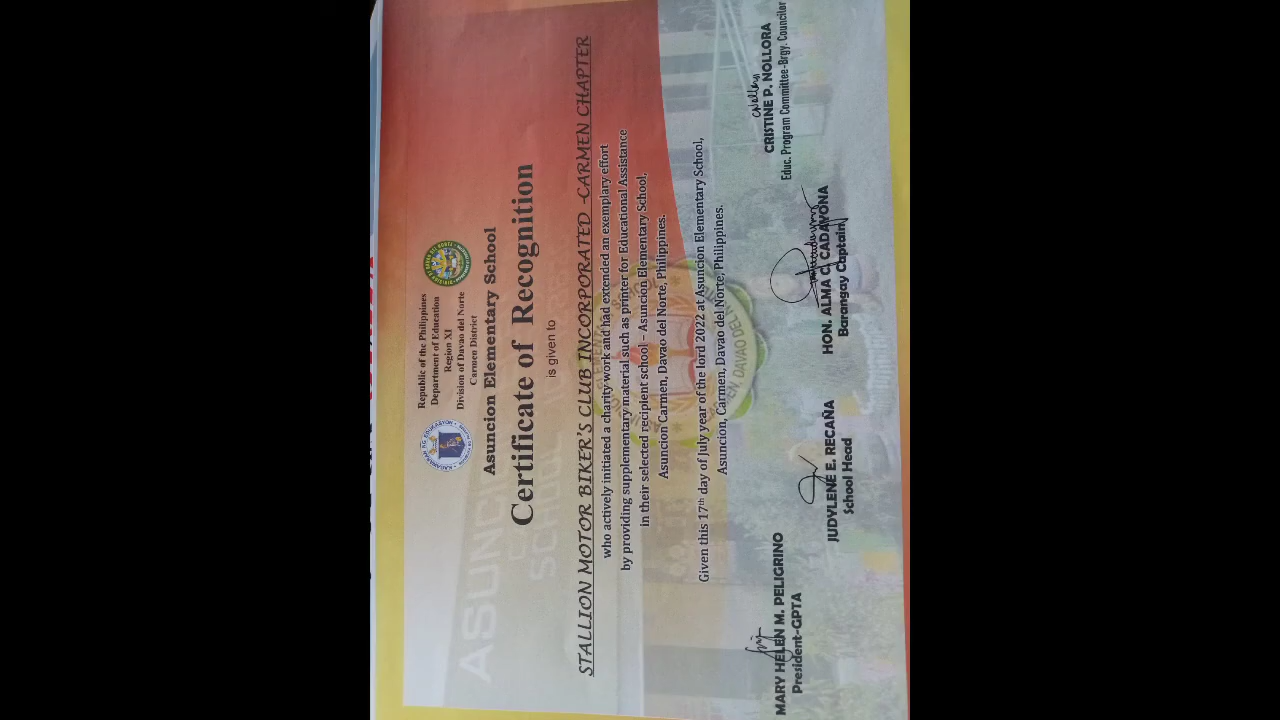 Republic of the Philippines
Department of Education
Region XI
Division of Davao del Norte
Carmen District
Asuncion Elementary School
Certificate of Recognition
is given to
STALLION MOTOR BIKER'S CLUB INCORPORATED -CARMEN CHAPTER
who actively initiated a charity work and had extended an exemplary effort
by providing supplementary material such as printer for Educational Assistance
in their selected recipient school – Asuncion Elementary School,
Asuncion Carmen, Davao del Norte, Philippines.
Given this 17th day of July year of the lord 2022 at Asuncion Elementary School,
Asuncion, Carmen, Davao del Norte, Philippines.
MARY HELEN M. PELIGRINO
President-GPTA
JUDYLENE E. RECAÑA
School Head
HON. ALMA C. CADAYONA
Barangay Captain
CRISTINE P. NOLLORA
Educ. Program Committee-Brgy. Councilor